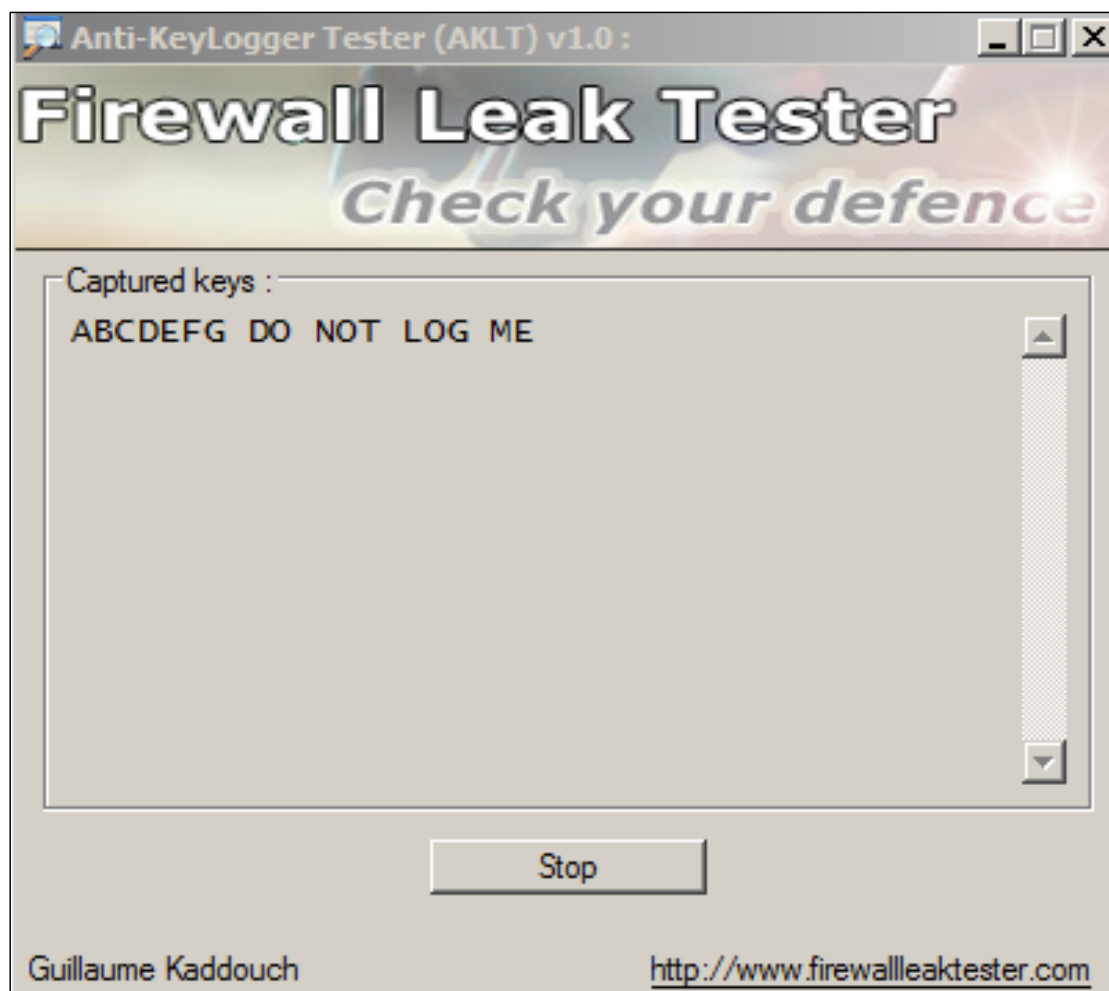 Anti-KeyLogger Tester (AKLT) v1.0 :
Firewall Leak Tester
Check your defence
Captured keys :
ABCDEFG DO NOT LOG ME
Stop
Guillaume Kaddouch
http://www.firewallleaktester.com